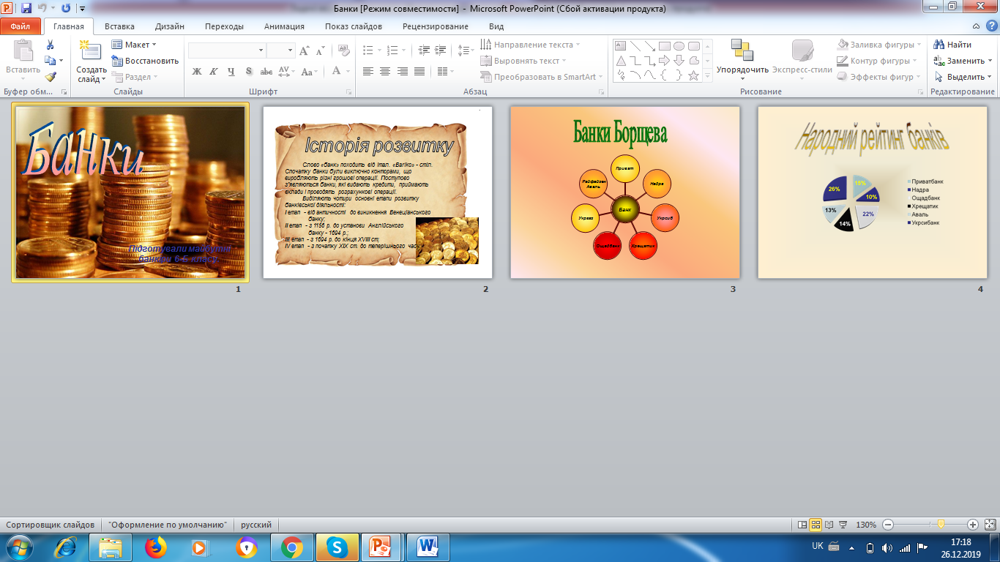 Банки [Режим совместимости] - Microsoft PowerPoint (Сбой активации продукта)
Файл Главная Вставка Дизайн Переходы Анимация Показ слайдов Рецензирование Вид
Вставить
Буфер обм...
Создать слайд
Макет
Восстановить
Раздел
Слайды
Ж К Ч S abc AV Aa A
Шрифт
Направление текста
Выровнять текст
Преобразовать в SmartArt
Абзац
Упорядочить
Экспресс-стили
Заливка фигуры
Контур фигуры
Эффекты фигур
Рисование
Найти
Заменить
Выделить
Редактирование
Банки
Підготували майбутні
банкіри 6-Б класу.
1
Історія розвитку
Слово «банк» походить від італ. «Banko» - стіл.
Спочатку банки були виключно конторами, що
виробляють різні грошові операції. Поступово
з'являються банки, які видають кредити, приймають
вклади і проводять розрахункові операції.
Виділяють чотири основні етапи розвитку
банківської діяльності:
I етап - від античності до виникнення Венеціанського
банку;
II етап - з 1156 р. до установи Англійського
банку - 1694 р.;
III етап - з 1694 р. до кінця XVIII ст;
IV етап - з початку XIX ст. до теперішнього часу
2
Банки Борщева
Приват
Райфайзен
Аваль
Надра
Банк
Укргаз
Укрсиб
Ощадбанк
Хрещатик
3
Народний рейтинг банків
26%
15%
10%
13%
22%
14%
Приватбанк
Надра
Ощадбанк
Хрещатик
Аваль
Укрсибанк
4
Сортировщик слайдов "Оформление по умолчанию" русский 130%
UK
17:18
26.12.2019